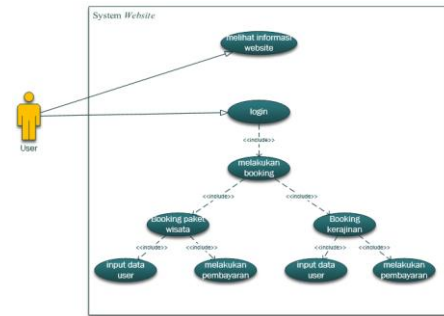 System Website
melihat informasi
website
User
login
<<include>>
melakukan
booking
<<include>>
<<include>>
Booking paket
wisata
Booking
kerajinan
<<include>>
<<include>>
<<include>>
<<include>>
input data
user
melakukan
pembayaran
input data
user
melakukan
pembayaran